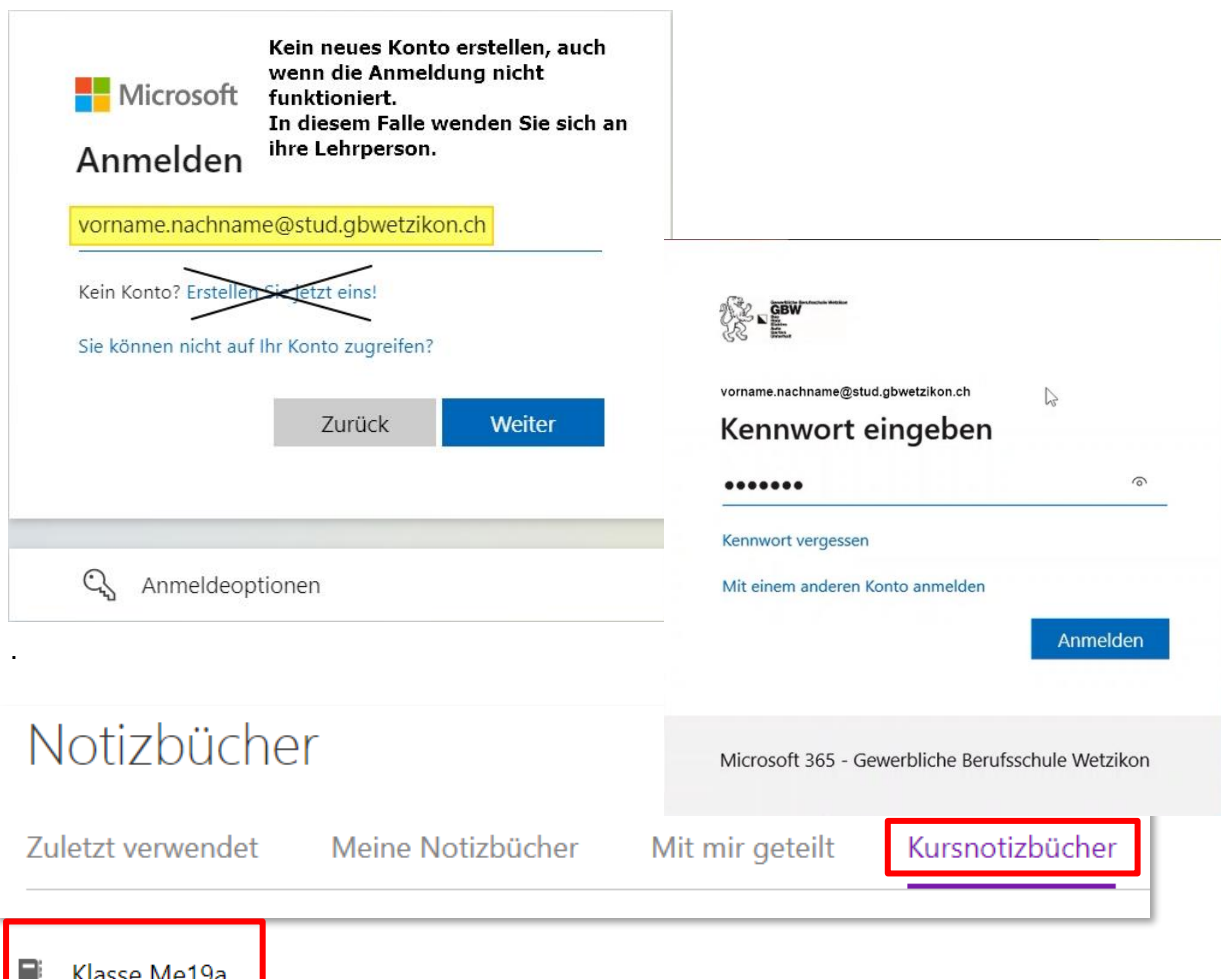 Kein neues Konto erstellen, auch
wenn die Anmeldung nicht
funktioniert.
In diesem Falle wenden Sie sich an
ihre Lehrperson.
Microsoft
Anmelden
vorname.nachname@stud.gbwetzikon.ch
Kein Konto? Erstellen Sie jetzt eins!
Sie können nicht auf Ihr Konto zugreifen?
Zurück
Weiter
Anmeldeoptionen
.
Gewerbliche Berufsschule Wetzikon
GBW
vorname.nachname@stud.gbwetzikon.ch
Kennwort eingeben
•••••••
Kennwort vergessen
Mit einem anderen Konto anmelden
Anmelden
Microsoft 365 - Gewerbliche Berufsschule Wetzikon
Notizbücher
Zuletzt verwendet
Meine Notizbücher
Mit mir geteilt
Kursnotizbücher
Klasse Me19a